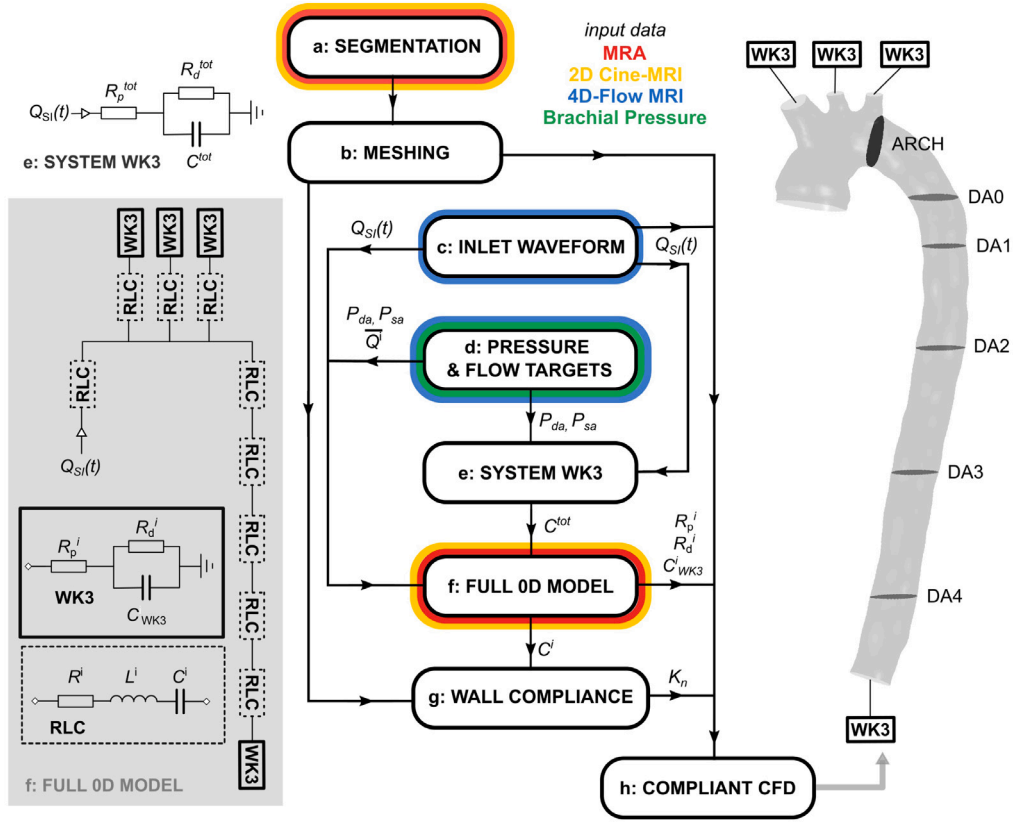 a: SEGMENTATION
input data
MRA
2D Cine-MRI
4D-Flow MRI
Brachial Pressure
WK3 WK3 WK3
ARCH
DA0
DA1
DA2
DA3
DA4
WK3
R_d^tot
R_p^tot
Q_SI(t)
C^tot
e: SYSTEM WK3
b: MESHING
Q_SI(t)
c: INLET WAVEFORM
Q_SI(t)
P_da, P_sa
Q̅^i
d: PRESSURE
& FLOW TARGETS
P_da, P_sa
e: SYSTEM WK3
C^tot
R_p^i
R_d^i
C^i_WK3
f: FULL 0D MODEL
C^i
g: WALL COMPLIANCE
K_n
h: COMPLIANT CFD
WK3 WK3 WK3
RLC RLC RLC
RLC
RLC
RLC
RLC
RLC
RLC
WK3
Q_SI(t)
R_d^i
R_p^i
WK3
C_WK3
R^i L^i C^i
RLC
f: FULL 0D MODEL